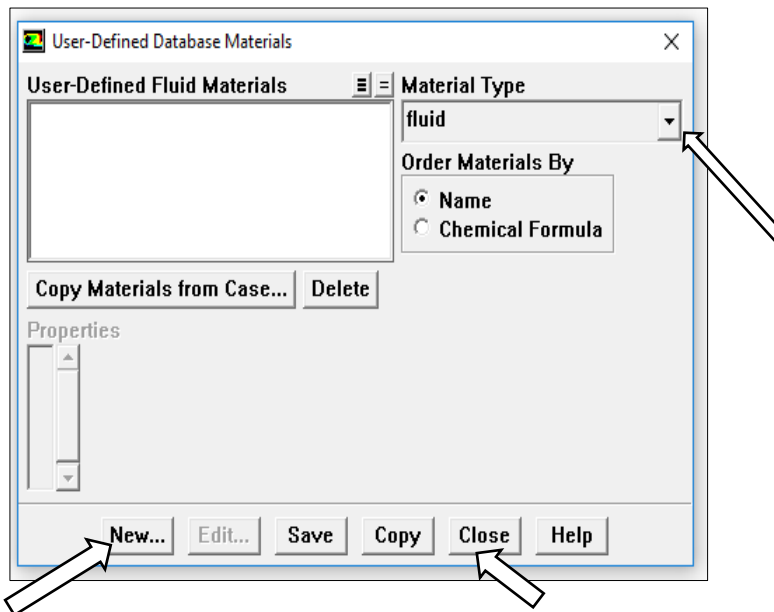 User-Defined Database Materials
User-Defined Fluid Materials
Material Type
fluid
Order Materials By
Name
Chemical Formula
Copy Materials from Case... Delete
Properties
New... Edit... Save Copy Close Help